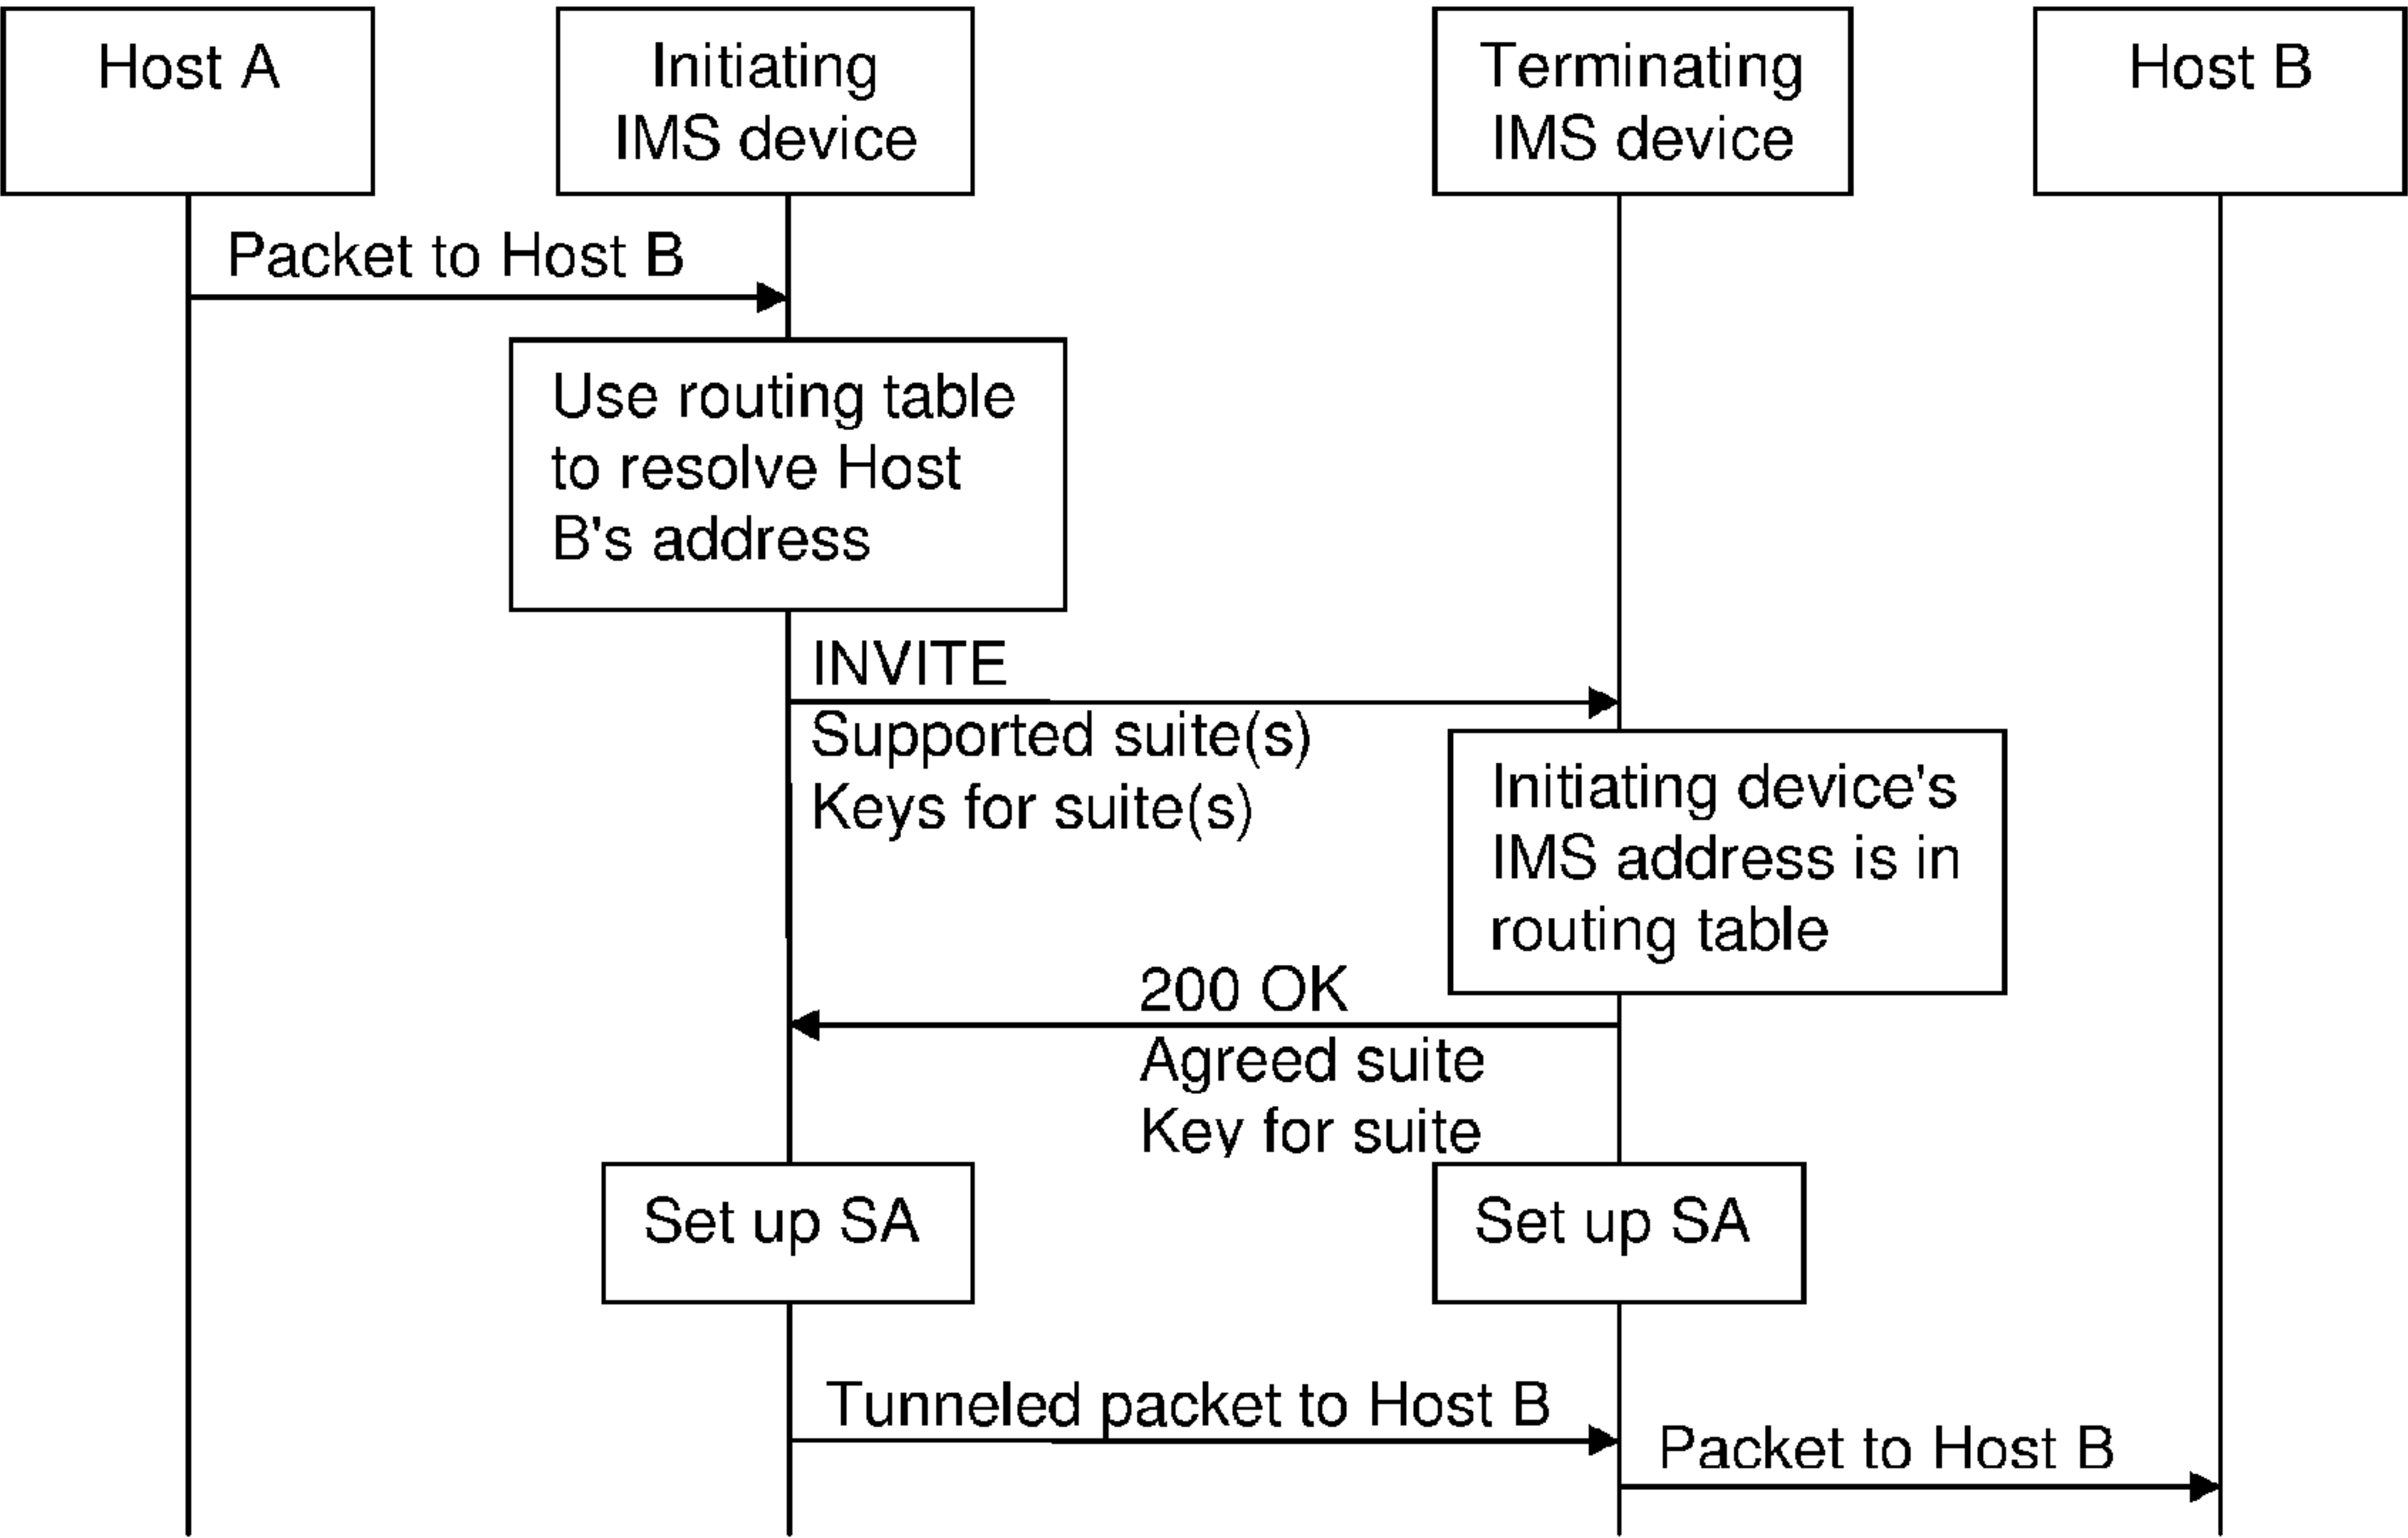 Host A
Initiating
IMS device
Terminating
IMS device
Host B
Packet to Host B
Use routing table
to resolve Host
B's address
INVITE
Supported suite(s)
Keys for suite(s)
Initiating device's
IMS address is in
routing table
200 OK
Agreed suite
Key for suite
Set up SA
Set up SA
Tunneled packet to Host B
Packet to Host B